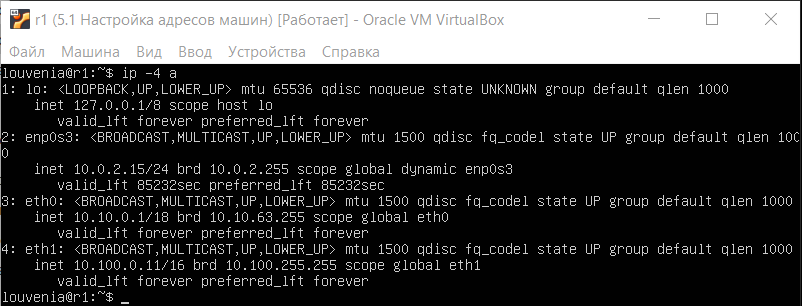 r1 (5.1 Настройка адресов машин) [Работает] - Oracle VM VirtualBox
Файл Машина Вид Ввод Устройства Справка
louvenia@r1:~$ ip -4 a
1: lo: <LOOPBACK,UP,LOWER_UP> mtu 65536 qdisc noqueue state UNKNOWN group default qlen 1000
    inet 127.0.0.1/8 scope host lo
       valid_lft forever preferred_lft forever
2: enp0s3: <BROADCAST,MULTICAST,UP,LOWER_UP> mtu 1500 qdisc fq_codel state UP group default qlen 100
0
    inet 10.0.2.15/24 brd 10.0.2.255 scope global dynamic enp0s3
       valid_lft 85232sec preferred_lft 85232sec
3: eth0: <BROADCAST,MULTICAST,UP,LOWER_UP> mtu 1500 qdisc fq_codel state UP group default qlen 1000
    inet 10.10.0.1/18 brd 10.10.63.255 scope global eth0
       valid_lft forever preferred_lft forever
4: eth1: <BROADCAST,MULTICAST,UP,LOWER_UP> mtu 1500 qdisc fq_codel state UP group default qlen 1000
    inet 10.100.0.11/16 brd 10.100.255.255 scope global eth1
       valid_lft forever preferred_lft forever
louvenia@r1:~$ _